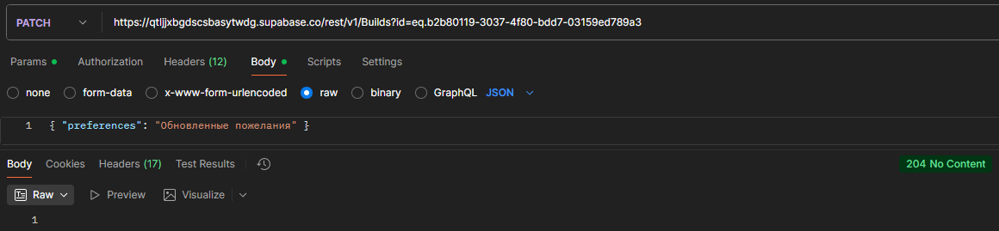 PATCH https://qtljjxbgdscsbasytwdg.supabase.co/rest/v1/Builds?id=eq.b2b80119-3037-4f80-bdd7-03159ed789a3
Params Authorization Headers (12) Body Scripts Settings
none form-data x-www-form-urlencoded raw binary GraphQL JSON
1 { "preferences": "Обновленные пожелания" }
Body Cookies Headers (17) Test Results 204 No Content
Raw Preview Visualize
1